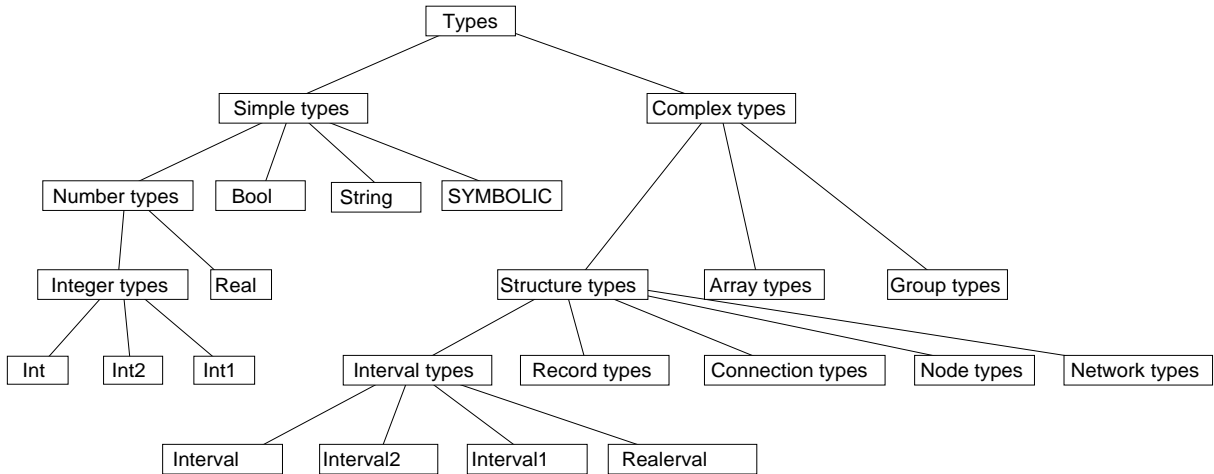 Types
Simple types
Complex types
Number types
Bool
String
SYMBOLIC
Integer types
Real
Structure types
Array types
Group types
Int
Int2
Int1
Interval types
Record types
Connection types
Node types
Network types
Interval
Interval2
Interval1
Realerval